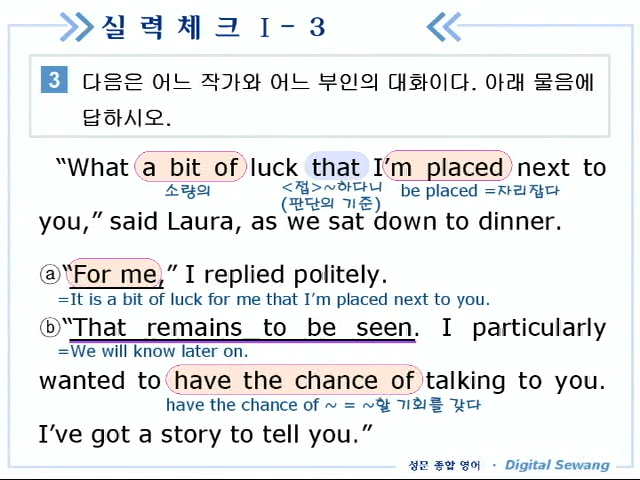 실력체크 I - 3
3 다음은 어느 작가와 어느 부인의 대화이다. 아래 물음에
답하시오.
“What a bit of luck that I’m placed next to
소량의 <접>~하다니 be placed =자리잡다
(판단의 기준)
you,” said Laura, as we sat down to dinner.
ⓐ“For me,” I replied politely.
=It is a bit of luck for me that I’m placed next to you.
ⓑ“That remains to be seen. I particularly
=We will know later on.
wanted to have the chance of talking to you.
have the chance of ~ = ~할 기회를 갖다
I’ve got a story to tell you.”
성문 종합 영어 · Digital Sewang